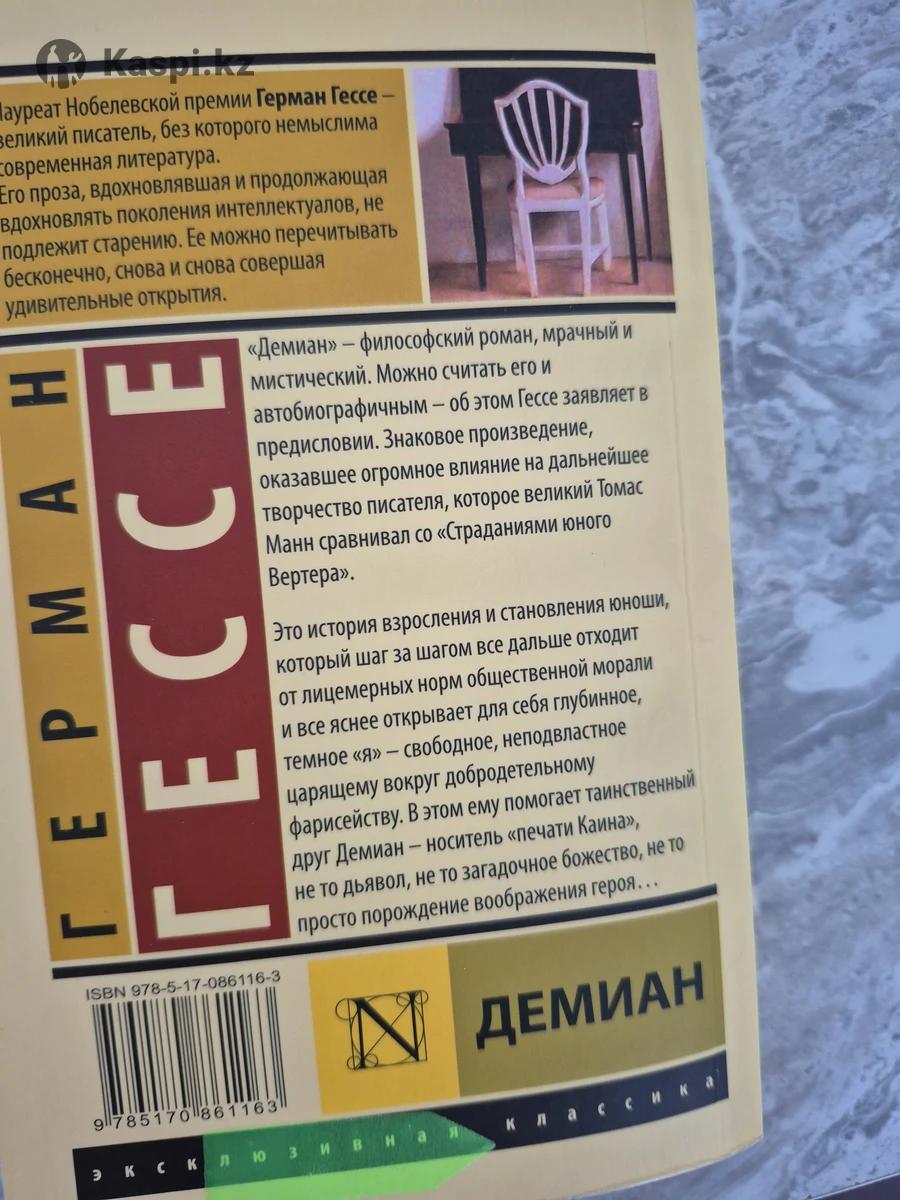 Kaspi.kz
Лауреат Нобелевской премии Герман Гессе –
великий писатель, без которого немыслима
современная литература.
Его проза, вдохновлявшая и продолжающая
вдохновлять поколения интеллектуалов, не
подлежит старению. Ее можно перечитывать
бесконечно, снова и снова совершая
удивительные открытия.
ГЕРМАН
ГЕССЕ
«Демиан» – философский роман, мрачный и
мистический. Можно считать его и
автобиографичным – об этом Гессе заявляет в
предисловии. Знаковое произведение,
оказавшее огромное влияние на дальнейшее
творчество писателя, которое великий Томас
Манн сравнивал со «Страданиями юного
Вертера».
Это история взросления и становления юноши,
который шаг за шагом все дальше отходит
от лицемерных норм общественной морали
и все яснее открывает для себя глубинное,
темное «я» – свободное, неподвластное
царящему вокруг добродетельному
фарисейству. В этом ему помогает таинственный
друг Демиан – носитель «печати Каина»,
не то дьявол, не то загадочное божество, не то
просто порождение воображения героя…
ISBN 978-5-17-086116-3
9 785170 861163
N
ДЕМИАН
эксклюзивная классика